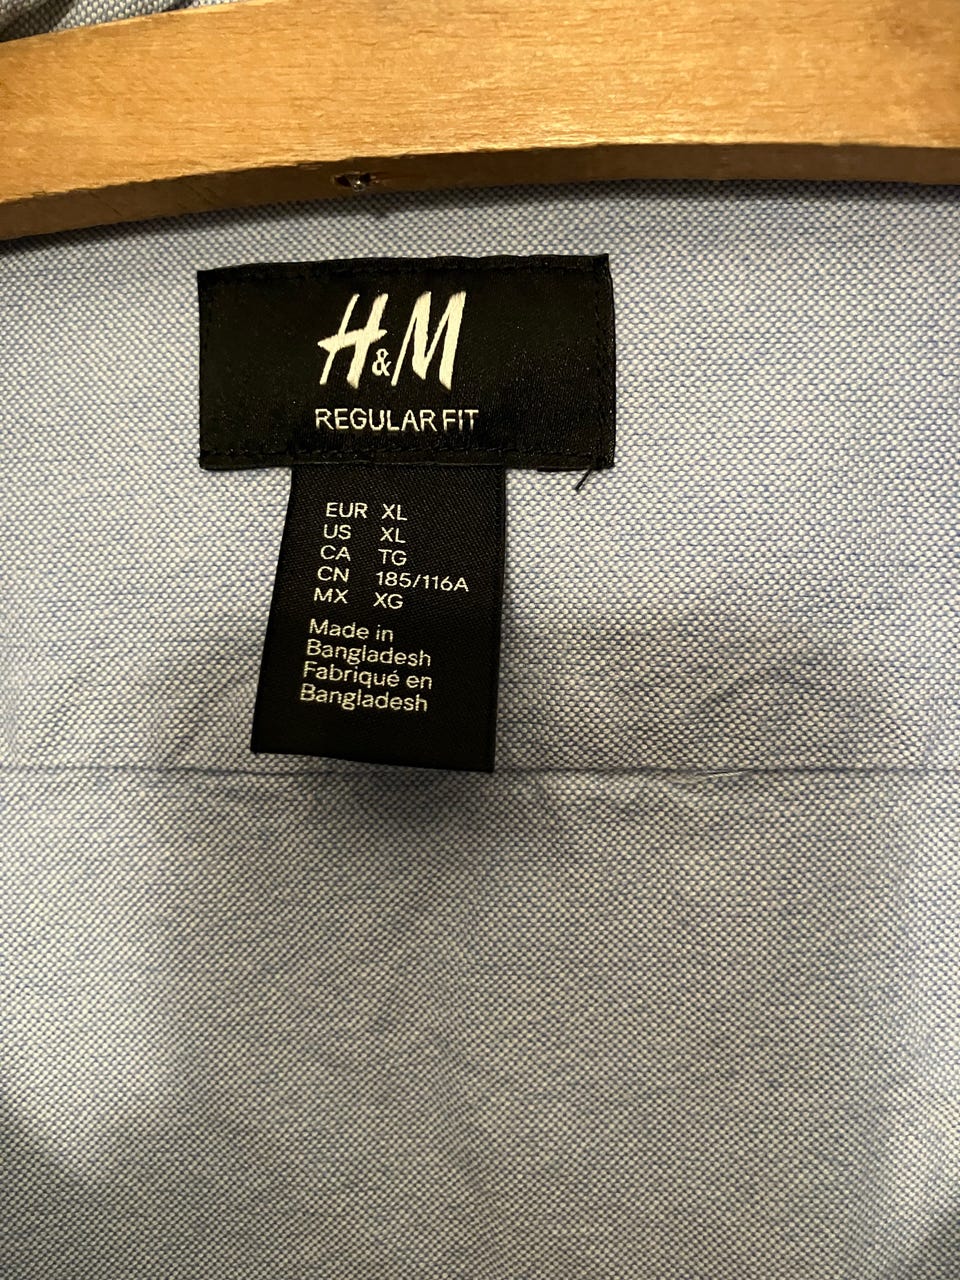 H&M
REGULAR FIT
EUR XL
US XL
CA TG
CN 185/116A
MX XG
Made in
Bangladesh
Fabriqué en
Bangladesh